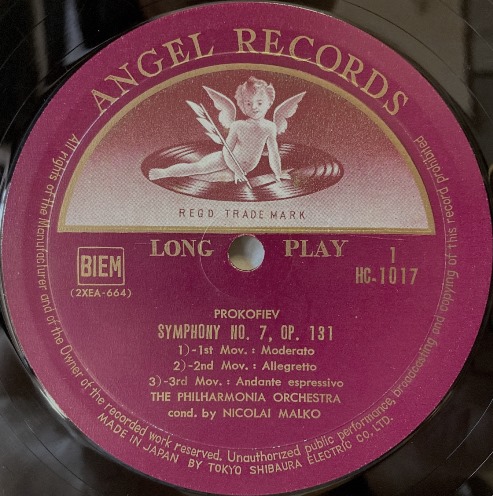 ANGEL RECORDS
REGD TRADE MARK
LONG PLAY
1
HC-1017
BIEM
(2XEA-664)
PROKOFIEV
SYMPHONY NO. 7, OP. 131
1)-1st Mov. : Moderato
2)-2nd Mov. : Allegretto
3)-3rd Mov. : Andante espressivo
THE PHILHARMONIA ORCHESTRA
cond. by NICOLAI MALKO
All rights of the Manufacturer and of the Owner of the recorded work reserved. Unauthorized public performance, broadcasting and copying of this record prohibited
MADE IN JAPAN BY TOKYO SHIBAURA ELECTRIC CO., LTD.